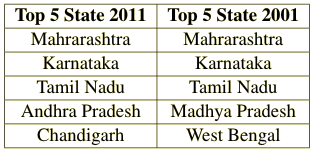 Top 5 State 2011 Top 5 State 2001
Mahrarashtra Mahrarashtra
Karnataka Karnataka
Tamil Nadu Tamil Nadu
Andhra Pradesh Madhya Pradesh
Chandigarh West Bengal